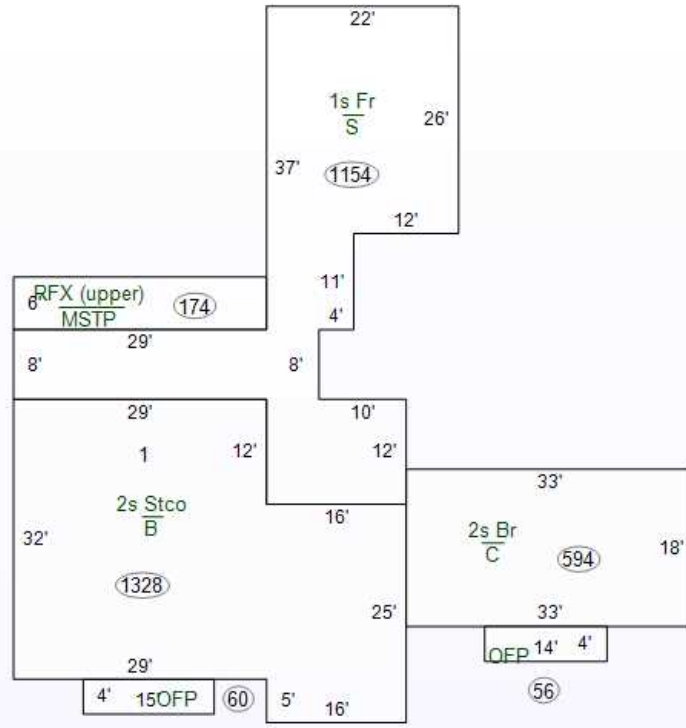 22'
1s Fr
S
26'
37'
1154
12'
11'
RFX (upper)
6'
174
MSTP
4'
29'
8'
8'
29'
10'
1
12'
12'
33'
2s Stco
B
16'
2s Br
C
32'
18'
594
1328
25'
33'
OFP 14' 4'
29'
4' 15' OFP 60 5'
56
16'